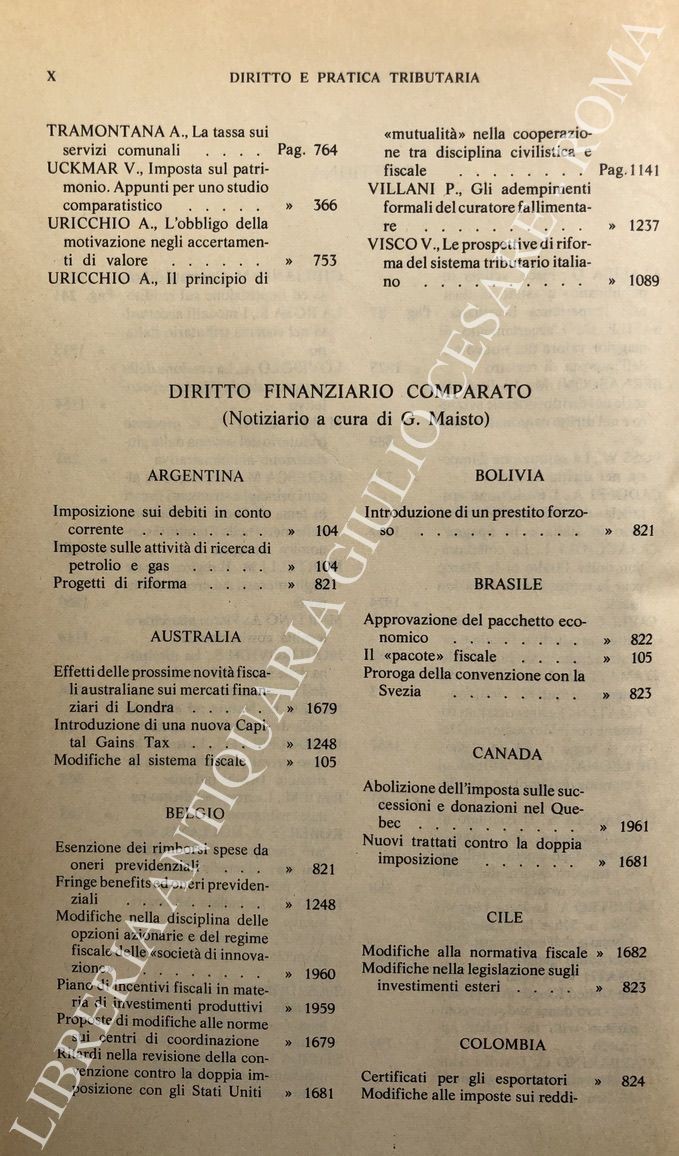 X
DIRITTO E PRATICA TRIBUTARIA
TRAMONTANA A., La tassa sui
servizi comunali . . . . Pag. 764
UCKMAR V., Imposta sul patri-
monio. Appunti per uno studio
comparatistico . . . . . » 366
URICCHIO A., L'obbligo della
motivazione negli accertamen-
ti di valore . . . . . . » 753
URICCHIO A., Il principio di
«mutualità» nella cooperazio-
ne tra disciplina civilistica e
fiscale . . . . . . . . Pag. 1141
VILLANI P., Gli adempimenti
formali del curatore fallimenta-
re . . . . . . . . . . » 1237
VISCO V., Le prospettive di rifor-
ma del sistema tributario italia-
no . . . . . . . . . . » 1089
DIRITTO FINANZIARIO COMPARATO
(Notiziario a cura di G. Maisto)
ARGENTINA
Imposizione sui debiti in conto
corrente . . . . . . . . » 104
Imposte sulle attività di ricerca di
petrolio e gas . . . . . » 104
Progetti di riforma . . . . » 821
AUSTRALIA
Effetti delle prossime novità fisca-
li australiane sui mercati finan-
ziari di Londra . . . . . » 1679
Introduzione di una nuova Capi-
tal Gains Tax . . . . » 1248
Modifiche al sistema fiscale » 105
BELGIO
Esenzione dei rimborsi spese da
oneri previdenziali . . . » 821
Fringe benefits ed oneri previden-
ziali . . . . . . . . . » 1248
Modifiche nella disciplina delle
opzioni azionarie e del regime
fiscale delle «società di innova-
zione» . . . . . . . . » 1960
Piano di incentivi fiscali in mate-
ria di investimenti produttivi » 1959
Proposte di modifiche alle norme
sui centri di coordinazione » 1679
Ritardi nella revisione della con-
venzione contro la doppia im-
posizione con gli Stati Uniti » 1681
BOLIVIA
Introduzione di un prestito forzo-
so . . . . . . . . . . » 821
BRASILE
Approvazione del pacchetto eco-
nomico . . . . . . . . » 822
Il «pacote» fiscale . . . . » 105
Proroga della convenzione con la
Svezia . . . . . . . . » 823
CANADA
Abolizione dell'imposta sulle suc-
cessioni e donazioni nel Que-
bec . . . . . . . . . . » 1961
Nuovi trattati contro la doppia
imposizione . . . . . . » 1681
CILE
Modifiche alla normativa fiscale » 1682
Modifiche nella legislazione sugli
investimenti esteri . . . . » 823
COLOMBIA
Certificati per gli esportatori » 824
Modifiche alle imposte sui reddi-
LIBRERIA ANTIQUARIA GIULIO CESARE ROMA